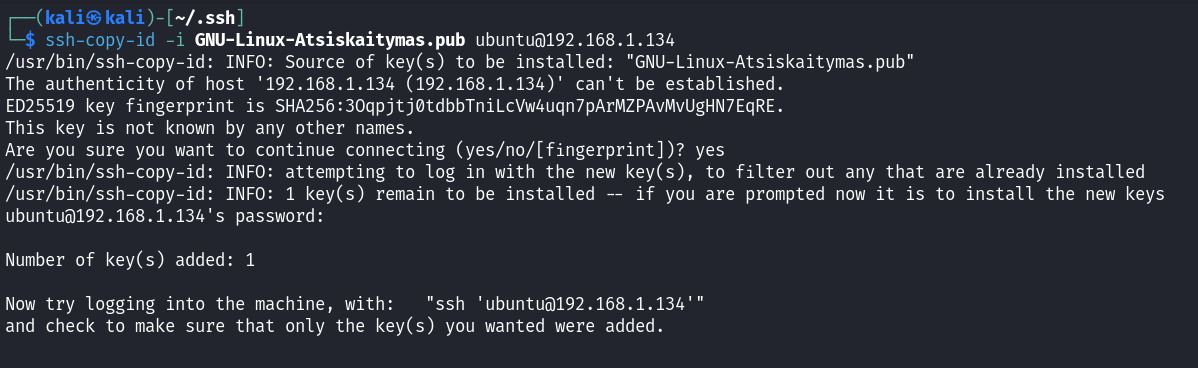 ┌──(kali㉿kali)-[~/.ssh]
└─$ ssh-copy-id -i GNU-Linux-Atsiskaitymas.pub ubuntu@192.168.1.134
/usr/bin/ssh-copy-id: INFO: Source of key(s) to be installed: "GNU-Linux-Atsiskaitymas.pub"
The authenticity of host '192.168.1.134 (192.168.1.134)' can't be established.
ED25519 key fingerprint is SHA256:3Oqpjtj0tdbbTniLcVw4uqn7pArMZPAvMvUgHN7EqRE.
This key is not known by any other names.
Are you sure you want to continue connecting (yes/no/[fingerprint])? yes
/usr/bin/ssh-copy-id: INFO: attempting to log in with the new key(s), to filter out any that are already installed
/usr/bin/ssh-copy-id: INFO: 1 key(s) remain to be installed -- if you are prompted now it is to install the new keys
ubuntu@192.168.1.134's password:
Number of key(s) added: 1
Now try logging into the machine, with:   "ssh 'ubuntu@192.168.1.134'"
and check to make sure that only the key(s) you wanted were added.